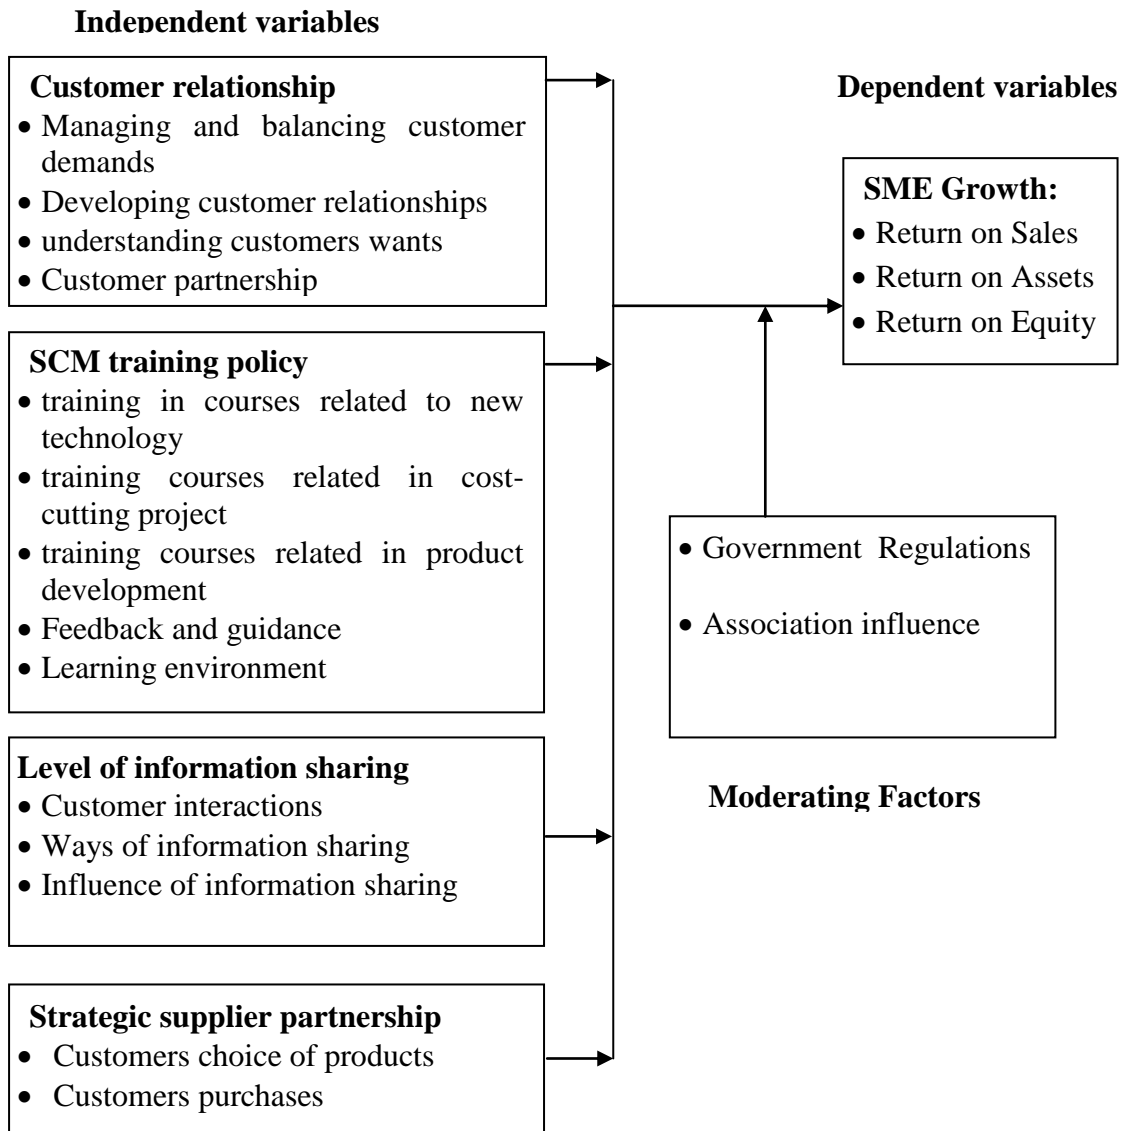 Independent variables
Customer relationship
• Managing and balancing customer
demands
• Developing customer relationships
• understanding customers wants
• Customer partnership
SCM training policy
• training in courses related to new
technology
• training courses related in cost-
cutting project
• training courses related in product
development
• Feedback and guidance
• Learning environment
Level of information sharing
• Customer interactions
• Ways of information sharing
• Influence of information sharing
Strategic supplier partnership
• Customers choice of products
• Customers purchases
Dependent variables
SME Growth:
• Return on Sales
• Return on Assets
• Return on Equity
• Government Regulations
• Association influence
Moderating Factors